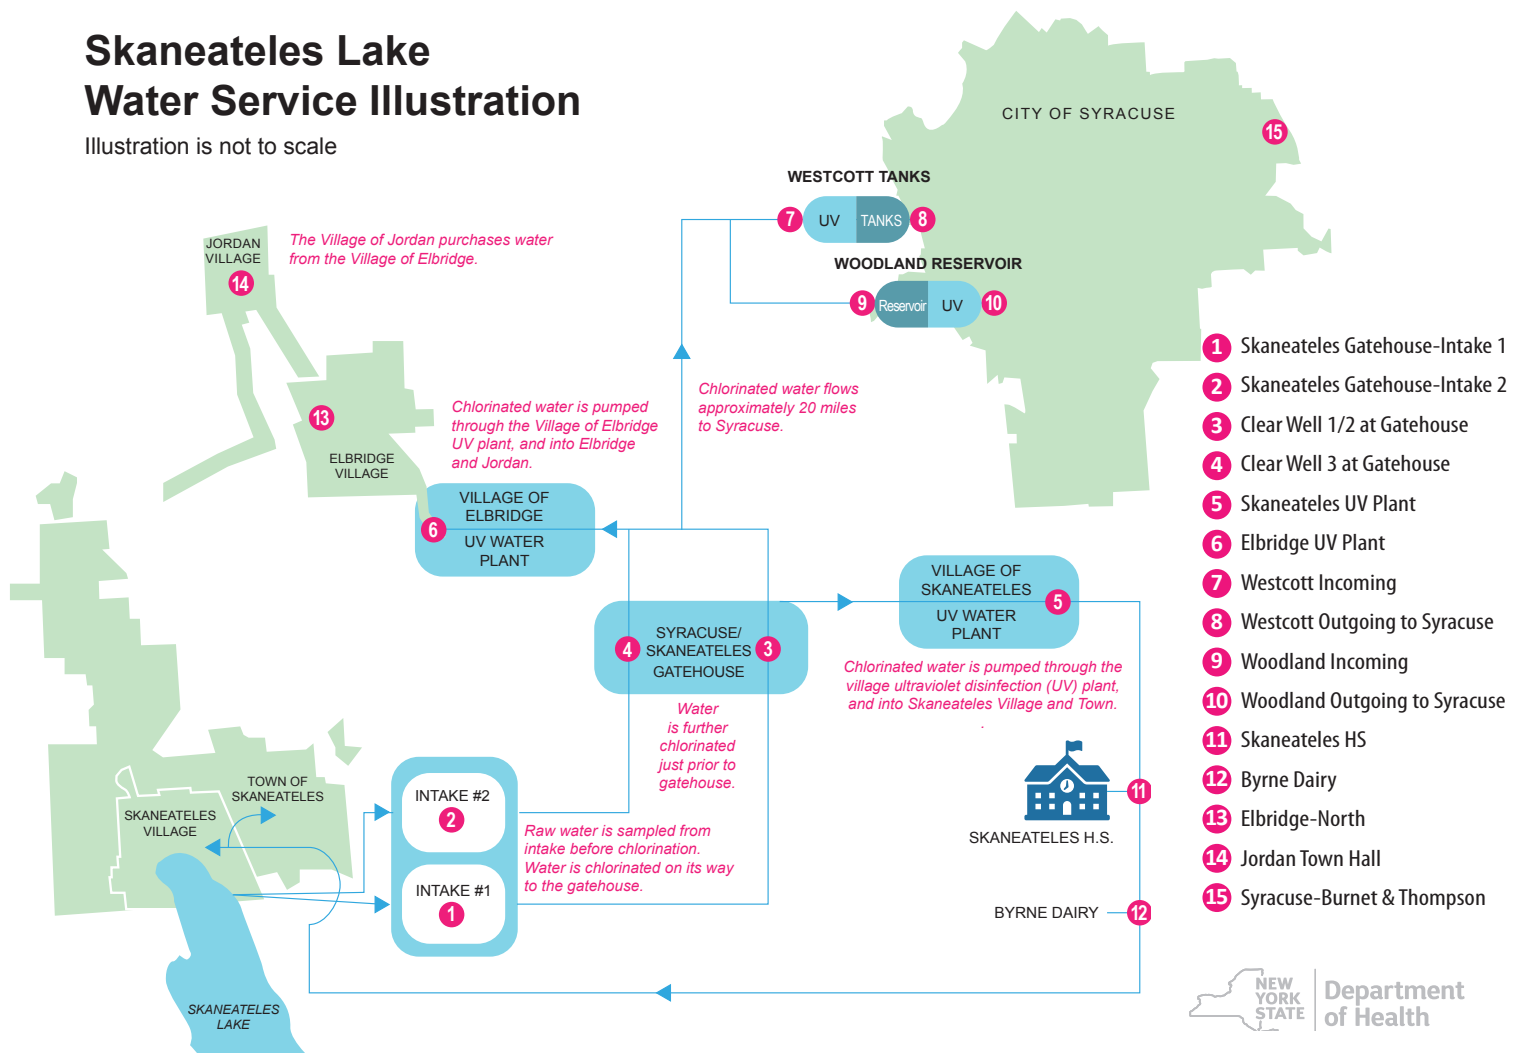 Skaneateles Lake
Water Service Illustration
Illustration is not to scale
CITY OF SYRACUSE
15
WESTCOTT TANKS
7
UV
TANKS
8
WOODLAND RESERVOIR
9
Reservoir
UV
10
JORDAN
VILLAGE
14
The Village of Jordan purchases water
from the Village of Elbridge.
13
ELBRIDGE
VILLAGE
Chlorinated water is pumped
through the Village of Elbridge
UV plant, and into Elbridge
and Jordan.
Chlorinated water flows
approximately 20 miles
to Syracuse.
VILLAGE OF
ELBRIDGE
6
UV WATER
PLANT
VILLAGE OF
SKANEATELES
5
UV WATER
PLANT
4
SYRACUSE/
SKANEATELES
GATEHOUSE
3
Water
is further
chlorinated
just prior to
gatehouse.
Chlorinated water is pumped through the
village ultraviolet disinfection (UV) plant,
and into Skaneateles Village and Town.
.
TOWN OF
SKANEATELES
SKANEATELES
VILLAGE
INTAKE #2
2
INTAKE #1
1
Raw water is sampled from
intake before chlorination.
Water is chlorinated on its way
to the gatehouse.
11
SKANEATELES H.S.
BYRNE DAIRY
12
SKANEATELES
LAKE
1 Skaneateles Gatehouse-Intake 1
2 Skaneateles Gatehouse-Intake 2
3 Clear Well 1/2 at Gatehouse
4 Clear Well 3 at Gatehouse
5 Skaneateles UV Plant
6 Elbridge UV Plant
7 Westcott Incoming
8 Westcott Outgoing to Syracuse
9 Woodland Incoming
10 Woodland Outgoing to Syracuse
11 Skaneateles HS
12 Byrne Dairy
13 Elbridge-North
14 Jordan Town Hall
15 Syracuse-Burnet & Thompson
NEW
YORK
STATE
Department
of Health